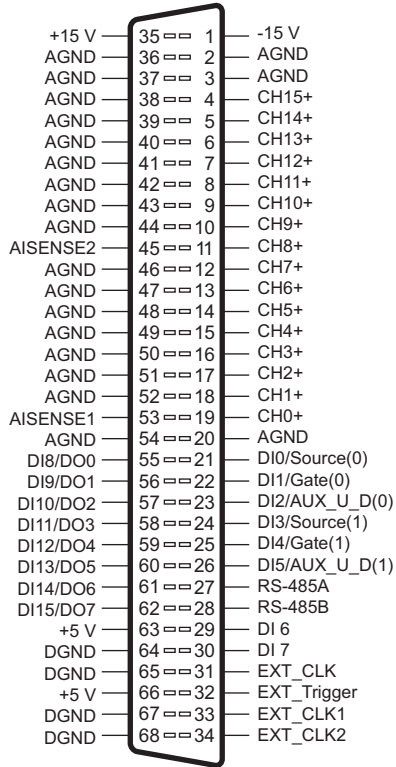 +15 V 35 1 -15 V
AGND 36 2 AGND
AGND 37 3 AGND
AGND 38 4 CH15+
AGND 39 5 CH14+
AGND 40 6 CH13+
AGND 41 7 CH12+
AGND 42 8 CH11+
AGND 43 9 CH10+
AGND 44 10 CH9+
AISENSE2 45 11 CH8+
AGND 46 12 CH7+
AGND 47 13 CH6+
AGND 48 14 CH5+
AGND 49 15 CH4+
AGND 50 16 CH3+
AGND 51 17 CH2+
AGND 52 18 CH1+
AISENSE1 53 19 CH0+
AGND 54 20 AGND
DI8/DO0 55 21 DI0/Source(0)
DI9/DO1 56 22 DI1/Gate(0)
DI10/DO2 57 23 DI2/AUX_U_D(0)
DI11/DO3 58 24 DI3/Source(1)
DI12/DO4 59 25 DI4/Gate(1)
DI13/DO5 60 26 DI5/AUX_U_D(1)
DI14/DO6 61 27 RS-485A
DI15/DO7 62 28 RS-485B
+5 V 63 29 DI 6
DGND 64 30 DI 7
DGND 65 31 EXT_CLK
+5 V 66 32 EXT_Trigger
DGND 67 33 EXT_CLK1
DGND 68 34 EXT_CLK2